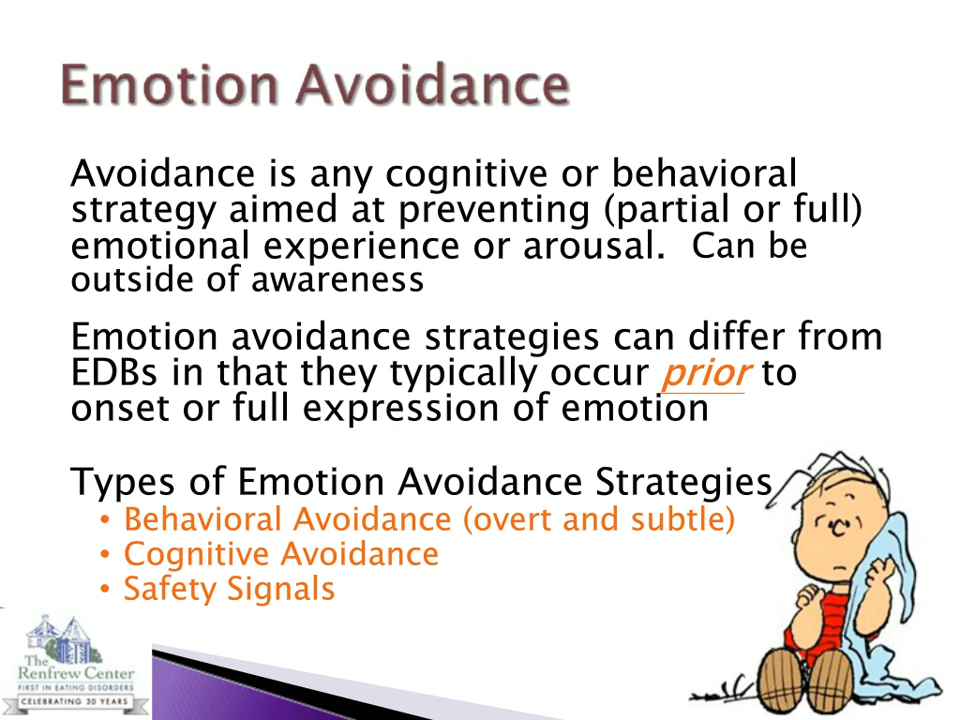 Emotion Avoidance
Avoidance is any cognitive or behavioral
strategy aimed at preventing (partial or full)
emotional experience or arousal. Can be
outside of awareness
Emotion avoidance strategies can differ from
EDBs in that they typically occur prior to
onset or full expression of emotion
Types of Emotion Avoidance Strategies
• Behavioral Avoidance (overt and subtle)
• Cognitive Avoidance
• Safety Signals
The
Renfrew Center
FIRST IN EATING DISORDERS
CELEBRATING 30 YEARS